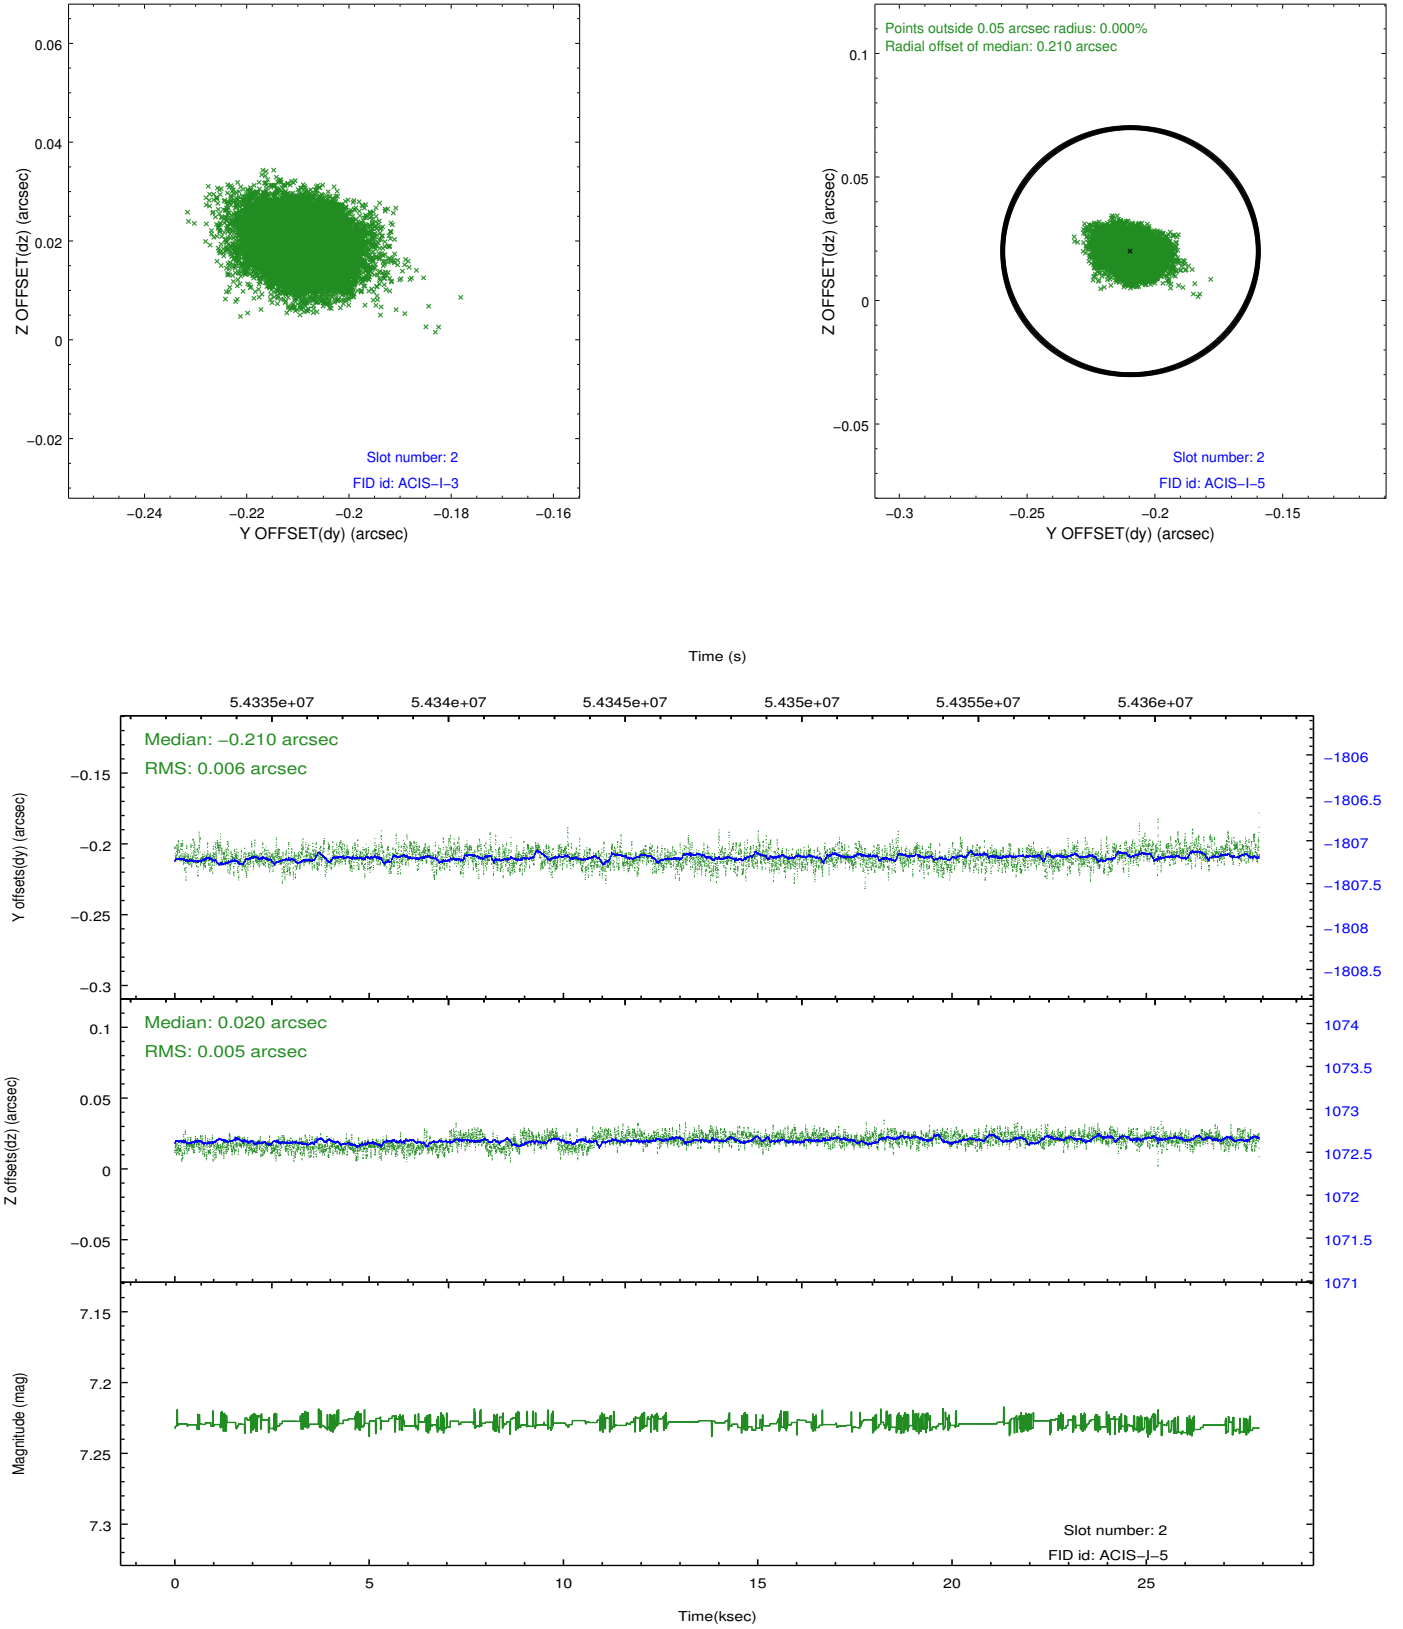 0.06
0.04
0.02
0
−0.02
Z OFFSET(dz) (arcsec)
Slot number: 2
FID id: ACIS−I−3
−0.24 −0.22 −0.2 −0.18 −0.16
Y OFFSET(dy) (arcsec)
Points outside 0.05 arcsec radius: 0.000%
Radial offset of median: 0.210 arcsec
0.1
0.05
0
−0.05
Z OFFSET(dz) (arcsec)
Slot number: 2
FID id: ACIS−I−5
−0.3 −0.25 −0.2 −0.15
Y OFFSET(dy) (arcsec)
Time (s)
5.4335e+07 5.434e+07 5.4345e+07 5.435e+07 5.4355e+07 5.436e+07
Median: −0.210 arcsec
RMS: 0.006 arcsec
−0.15
−0.2
−0.25
−0.3
Y offsets(dy) (arcsec)
−1806
−1806.5
−1807
−1807.5
−1808
−1808.5
Median: 0.020 arcsec
RMS: 0.005 arcsec
0.1
0.05
0
−0.05
Z offsets(dz) (arcsec)
1074
1073.5
1073
1072.5
1072
1071.5
1071
7.15
7.2
7.25
7.3
Magnitude (mag)
Slot number: 2
FID id: ACIS−I−5
0 5 10 15 20 25
Time(ksec)